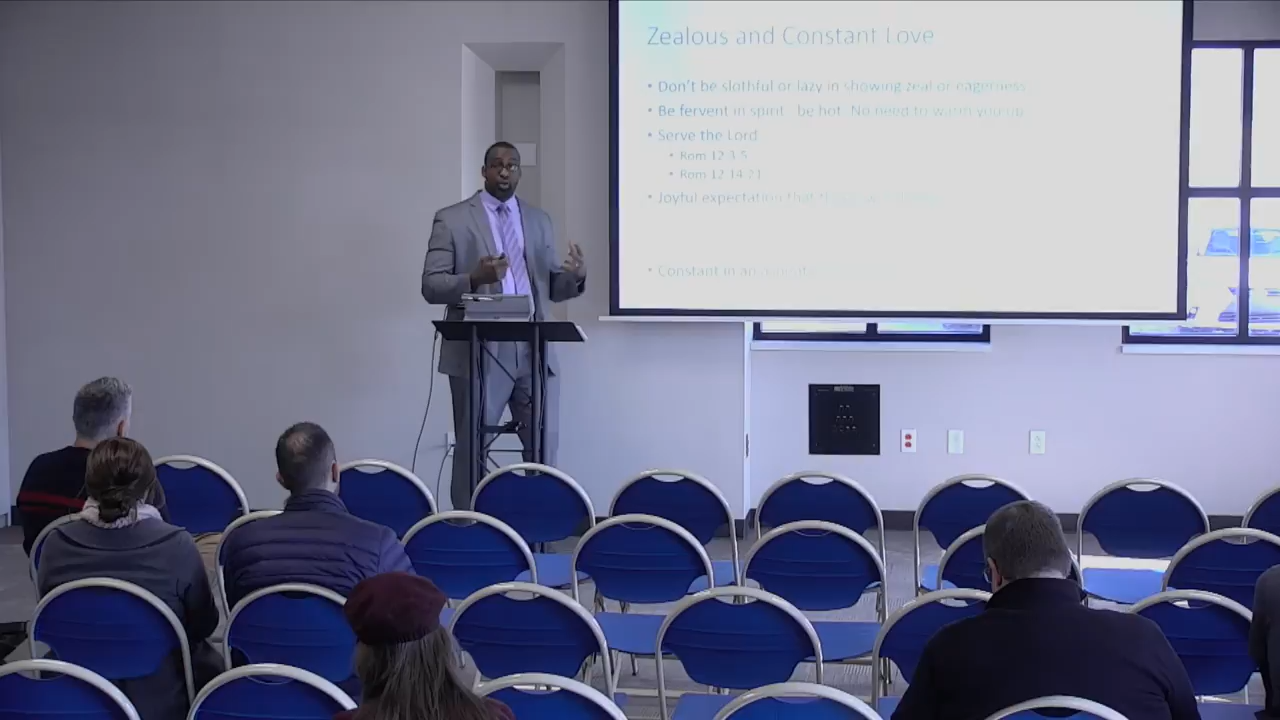 Zealous and Constant Love
• Don't be slothful or lazy in showing zeal or eagerness
• Be fervent in spirit be hot. No need to warm you up
• Serve the Lord
• Rom 12:3-5
• Rom 12:14-21
• Joyful expectation that
• Constant in